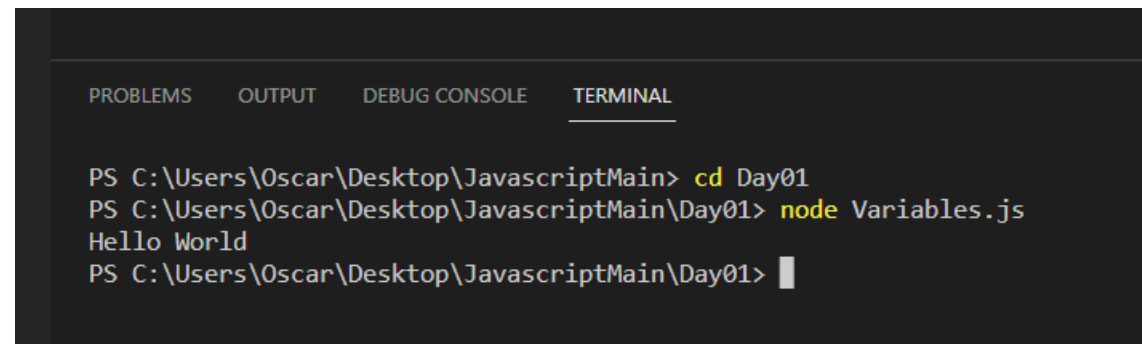 PROBLEMS OUTPUT DEBUG CONSOLE TERMINAL
PS C:\Users\Oscar\Desktop\JavascriptMain> cd Day01
PS C:\Users\Oscar\Desktop\JavascriptMain\Day01> node Variables.js
Hello World
PS C:\Users\Oscar\Desktop\JavascriptMain\Day01>